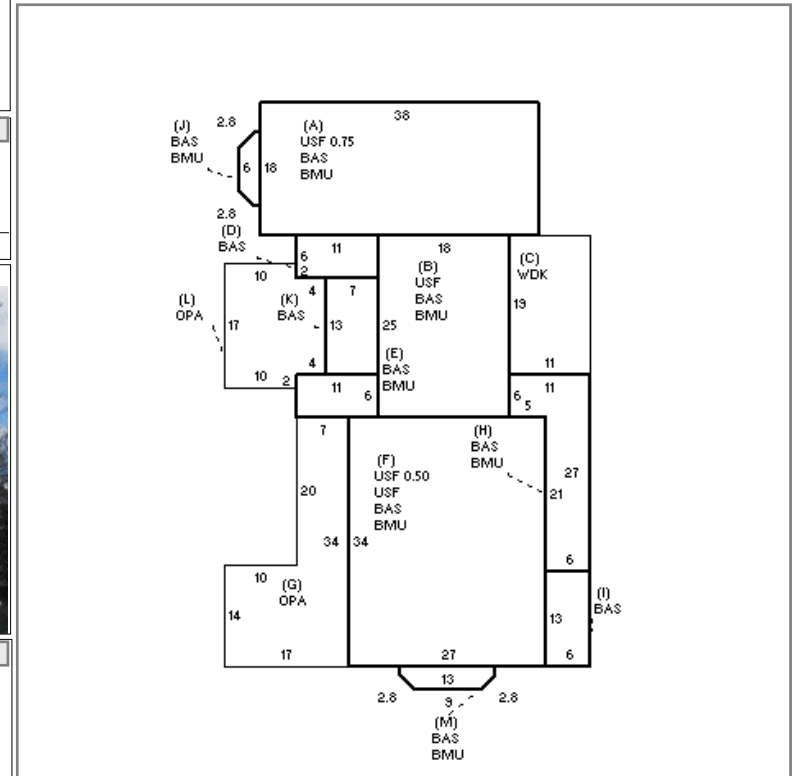 38
2.8
(J)
BAS
BMU
(A)
USF 0.75
BAS
BMU
6
18
2.8
(D)
BAS
6
2
11
18
(B)
USF
BAS
BMU
(C)
WDK
19
10
4
7
(L)
OPA
17
(K)
BAS
13
25
4
(E)
BAS
BMU
11
10
2
11
6
11
6
5
7
(H)
BAS
BMU
(F)
USF 0.50
USF
BAS
BMU
27
20
21
34
34
6
10
(G)
OPA
(I)
BAS
14
13
17
27
6
13
2.8
9
2.8
(M)
BAS
BMU